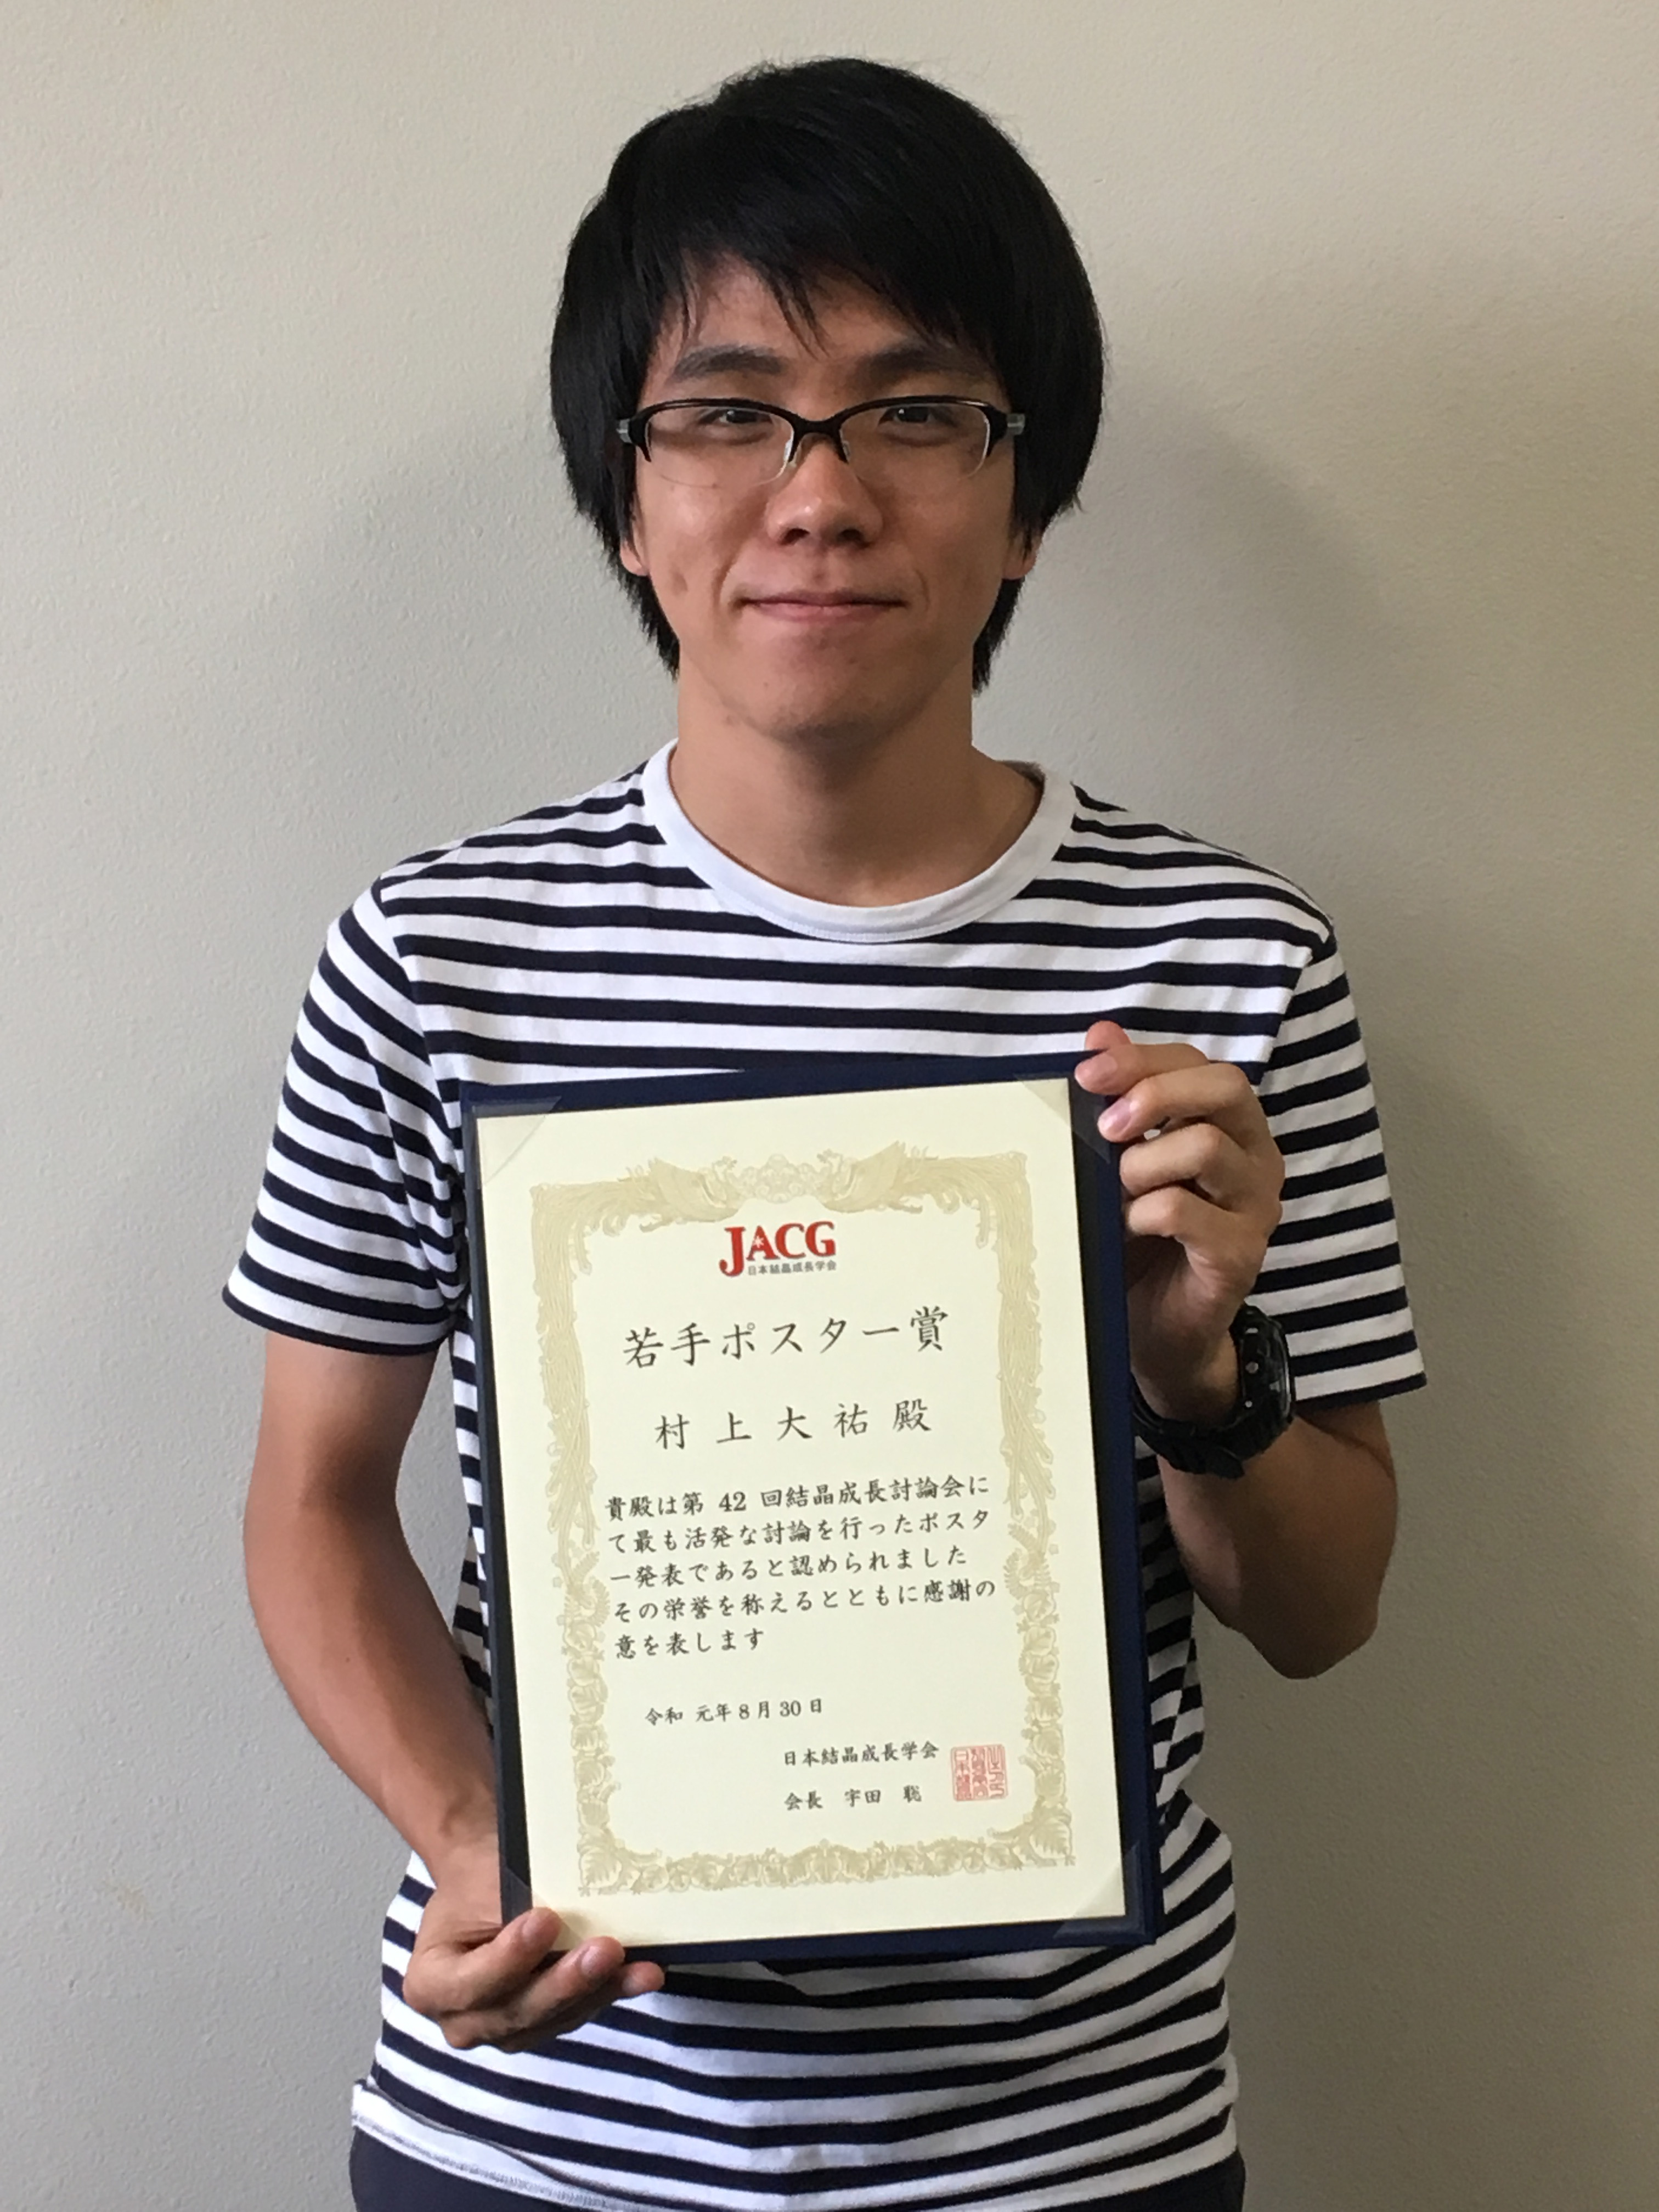 JACG
日本結晶成長学会
若手ポスター賞
村上大祐殿
貴殿は第 42 回結晶成長討論会に
て最も活発な討論を行ったポスタ
ー発表であると認められました
その栄誉を称えるとともに感謝の
意を表します
令和 元年8月30日
日本結晶成長学会
会長 宇田 聡